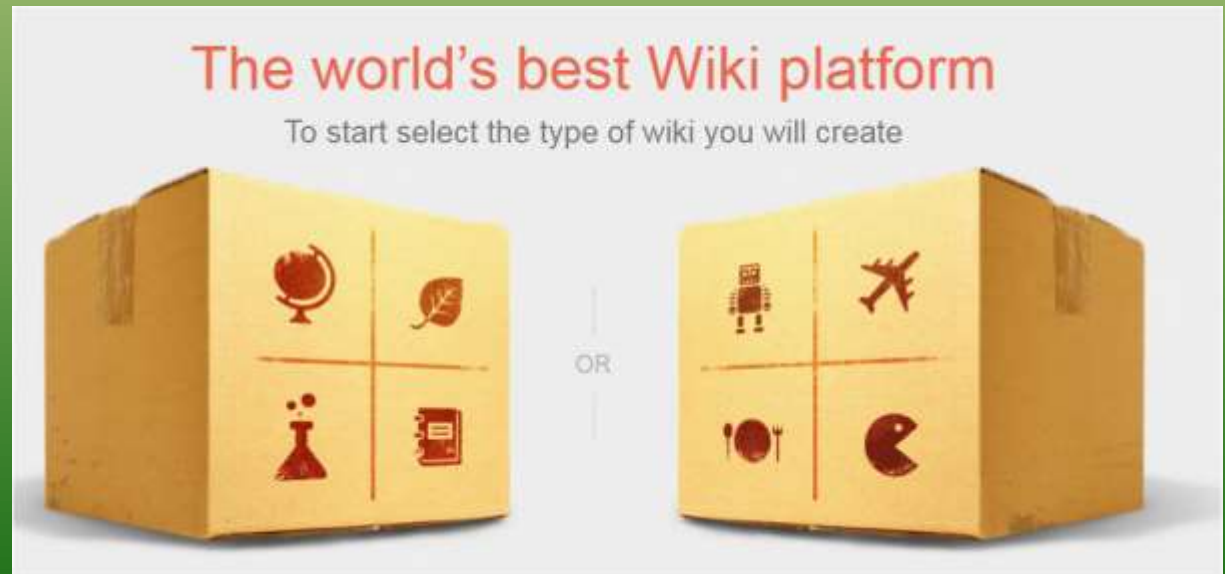 The world's best Wiki platform
To start select the type of wiki you will create
OR